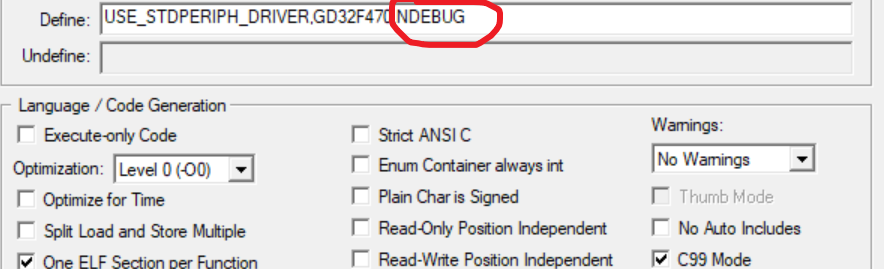 Define: USE_STDPERIPH_DRIVER,GD32F470,NDEBUG
Undefine:
Language / Code Generation
Execute-only Code
Strict ANSI C
Warnings:
Optimization: Level 0 (-O0)
Enum Container always int
No Warnings
Optimize for Time
Plain Char is Signed
Thumb Mode
Split Load and Store Multiple
Read-Only Position Independent
No Auto Includes
One ELF Section per Function
Read-Write Position Independent
C99 Mode